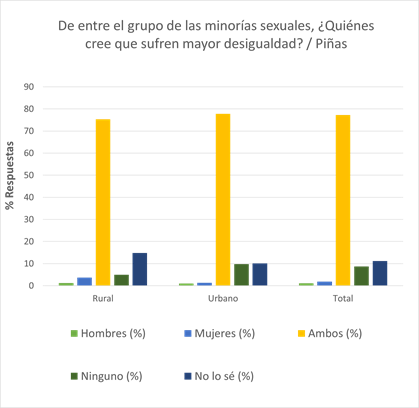 De entre el grupo de las minorías sexuales, ¿Quiénes
cree que sufren mayor desigualdad? / Piñas
% Respuestas
90
80
70
60
50
40
30
20
10
0
Rural Urbano Total
Hombres (%) Mujeres (%) Ambos (%)
Ninguno (%) No lo sé (%)